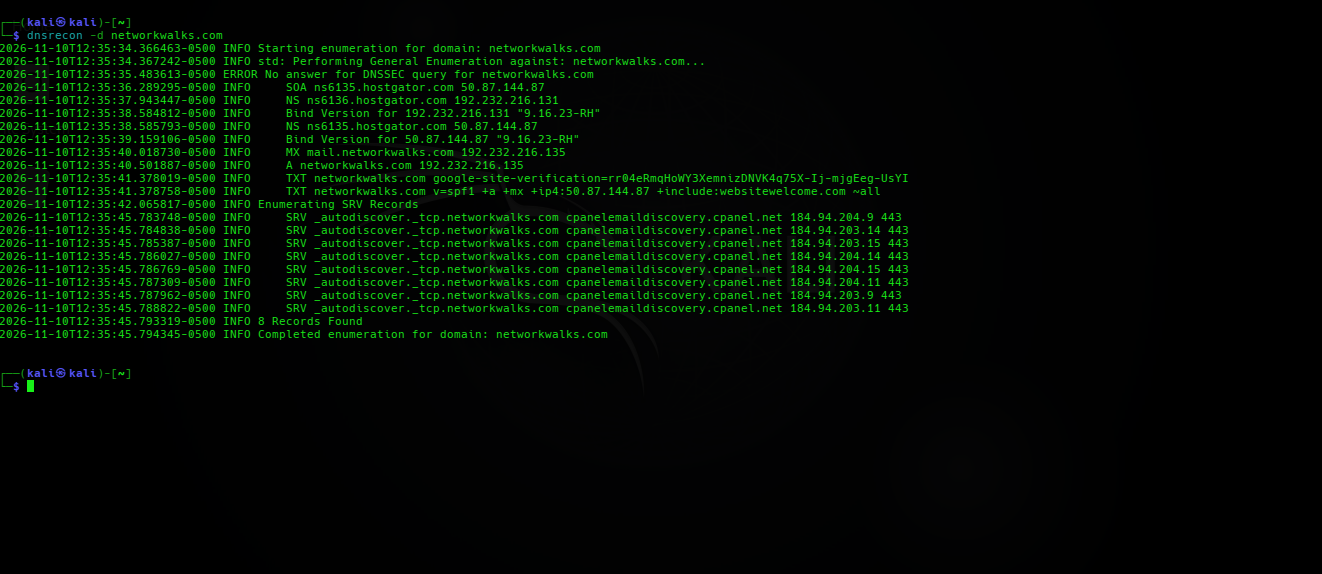 ┌──(kali㉿kali)-[~]
└─$ dnsrecon -d networkwalks.com
2026-11-10T12:35:34.366463-0500 INFO Starting enumeration for domain: networkwalks.com
2026-11-10T12:35:34.367242-0500 INFO std: Performing General Enumeration against: networkwalks.com...
2026-11-10T12:35:35.483613-0500 ERROR No answer for DNSSEC query for networkwalks.com
2026-11-10T12:35:36.289295-0500 INFO     SOA ns6135.hostgator.com 50.87.144.87
2026-11-10T12:35:37.943447-0500 INFO     NS ns6136.hostgator.com 192.232.216.131
2026-11-10T12:35:38.584812-0500 INFO     Bind Version for 192.232.216.131 "9.16.23-RH"
2026-11-10T12:35:38.585793-0500 INFO     NS ns6135.hostgator.com 50.87.144.87
2026-11-10T12:35:39.159106-0500 INFO     Bind Version for 50.87.144.87 "9.16.23-RH"
2026-11-10T12:35:40.018730-0500 INFO     MX mail.networkwalks.com 192.232.216.135
2026-11-10T12:35:40.501887-0500 INFO     A networkwalks.com 192.232.216.135
2026-11-10T12:35:41.378019-0500 INFO     TXT networkwalks.com google-site-verification=rr04eRmqHoWY3XemnizDNVK4q75X-Ij-mjgEeg-UsYI
2026-11-10T12:35:41.378758-0500 INFO     TXT networkwalks.com v=spf1 +a +mx +ip4:50.87.144.87 +include:websitewelcome.com ~all
2026-11-10T12:35:42.065817-0500 INFO Enumerating SRV Records
2026-11-10T12:35:45.783748-0500 INFO     SRV _autodiscover._tcp.networkwalks.com cpanelemaildiscovery.cpanel.net 184.94.204.9 443
2026-11-10T12:35:45.784838-0500 INFO     SRV _autodiscover._tcp.networkwalks.com cpanelemaildiscovery.cpanel.net 184.94.203.14 443
2026-11-10T12:35:45.785387-0500 INFO     SRV _autodiscover._tcp.networkwalks.com cpanelemaildiscovery.cpanel.net 184.94.203.15 443
2026-11-10T12:35:45.786027-0500 INFO     SRV _autodiscover._tcp.networkwalks.com cpanelemaildiscovery.cpanel.net 184.94.204.14 443
2026-11-10T12:35:45.786769-0500 INFO     SRV _autodiscover._tcp.networkwalks.com cpanelemaildiscovery.cpanel.net 184.94.204.15 443
2026-11-10T12:35:45.787309-0500 INFO     SRV _autodiscover._tcp.networkwalks.com cpanelemaildiscovery.cpanel.net 184.94.204.11 443
2026-11-10T12:35:45.787962-0500 INFO     SRV _autodiscover._tcp.networkwalks.com cpanelemaildiscovery.cpanel.net 184.94.203.9 443
2026-11-10T12:35:45.788822-0500 INFO     SRV _autodiscover._tcp.networkwalks.com cpanelemaildiscovery.cpanel.net 184.94.203.11 443
2026-11-10T12:35:45.793319-0500 INFO 8 Records Found
2026-11-10T12:35:45.794345-0500 INFO Completed enumeration for domain: networkwalks.com
┌──(kali㉿kali)-[~]
└─$